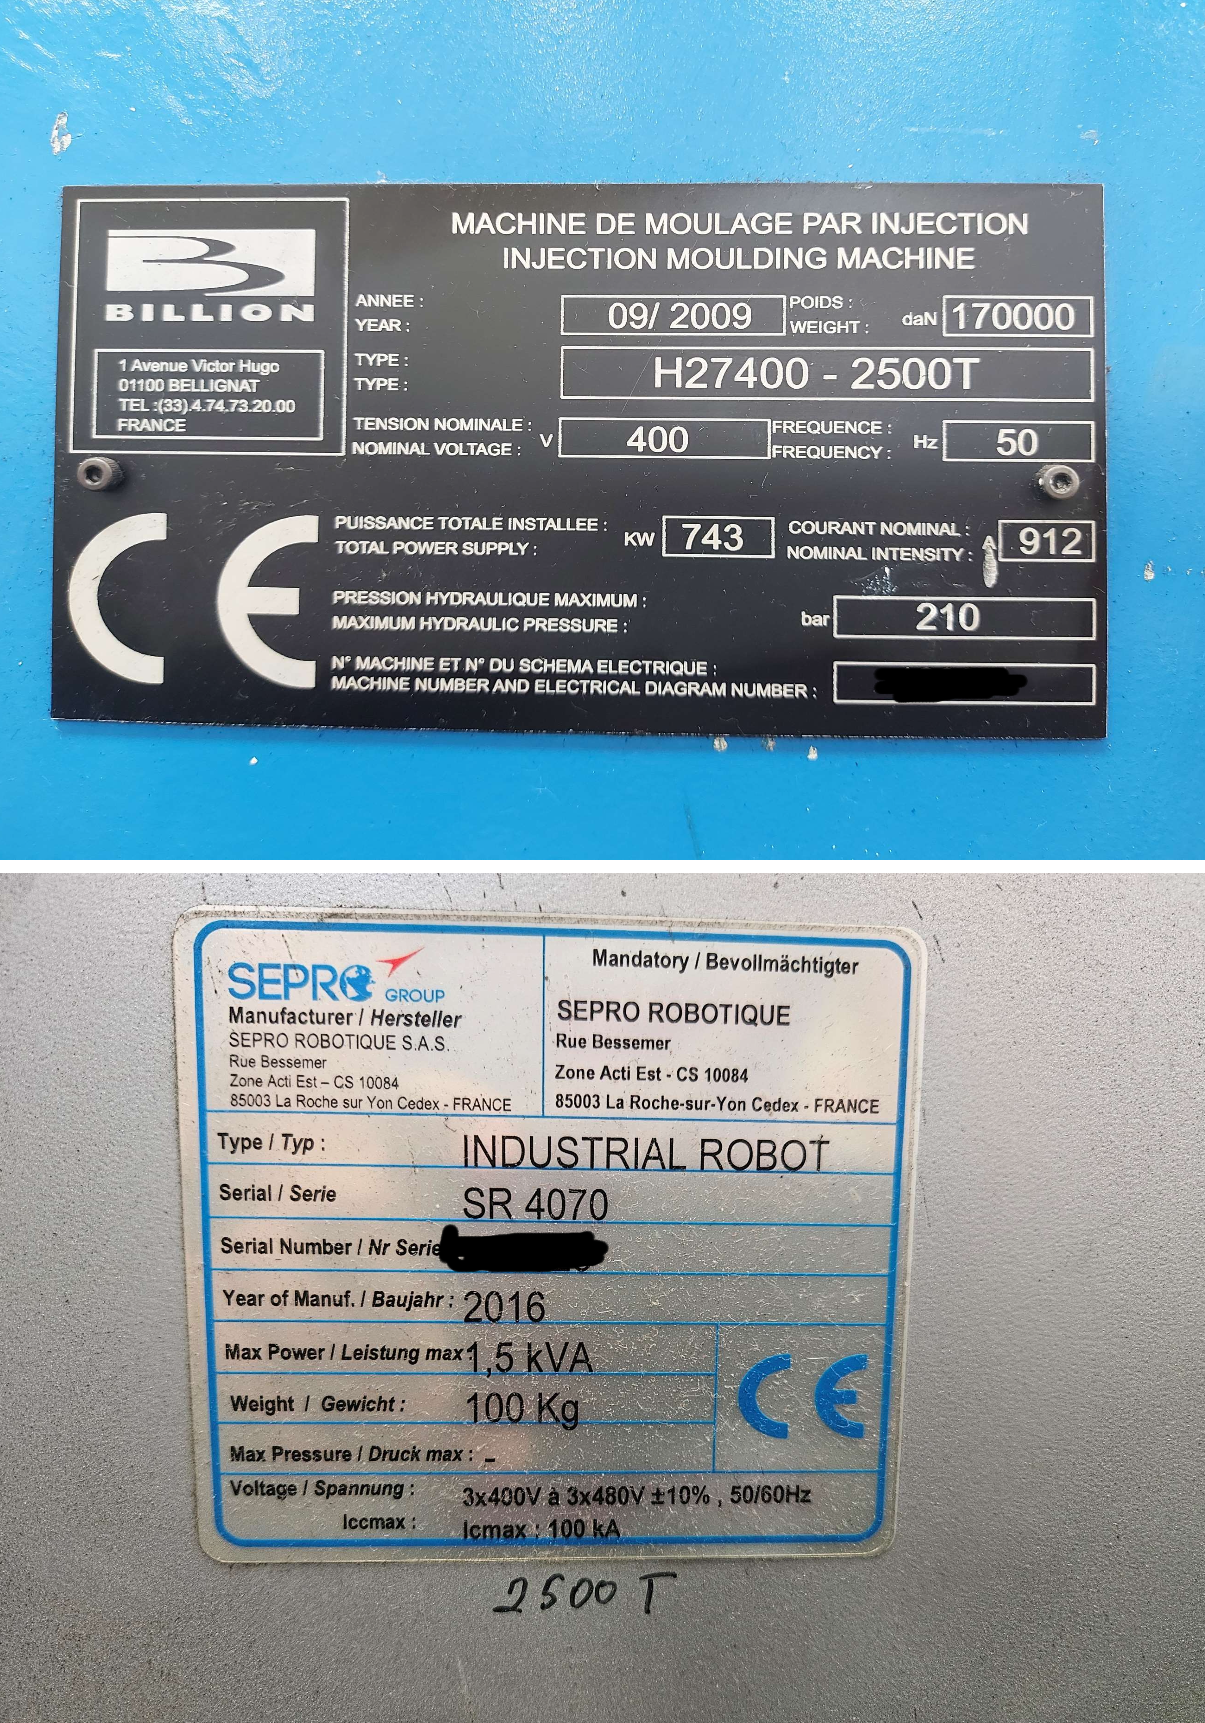 BILLION
1 Avenue Victor Hugo
01100 BELLIGNAT
TEL :(33).4.74.73.20.00
FRANCE
MACHINE DE MOULAGE PAR INJECTION
INJECTION MOULDING MACHINE
ANNEE :
YEAR :
09/ 2009
POIDS :
WEIGHT :
daN
170000
TYPE :
TYPE :
H27400 - 2500T
TENSION NOMINALE :
NOMINAL VOLTAGE :
V
400
FREQUENCE :
FREQUENCY :
Hz
50
CE
PUISSANCE TOTALE INSTALLEE :
TOTAL POWER SUPPLY :
KW
743
COURANT NOMINAL :
NOMINAL INTENSITY :
A
912
PRESSION HYDRAULIQUE MAXIMUM :
MAXIMUM HYDRAULIC PRESSURE :
bar
210
N° MACHINE ET N° DU SCHEMA ELECTRIQUE :
MACHINE NUMBER AND ELECTRICAL DIAGRAM NUMBER :
SEPRO
GROUP
Manufacturer / Hersteller
SEPRO ROBOTIQUE S.A.S.
Rue Bessemer
Zone Acti Est – CS 10084
85003 La Roche sur Yon Cedex - FRANCE
Mandatory / Bevollmächtigter
SEPRO ROBOTIQUE
Rue Bessemer
Zone Acti Est - CS 10084
85003 La Roche-sur-Yon Cedex - FRANCE
Type / Typ : INDUSTRIAL ROBOT
Serial / Serie SR 4070
Serial Number / Nr Serie
Year of Manuf. / Baujahr : 2016
Max Power / Leistung max 1,5 kVA
Weight / Gewicht : 100 Kg
Max Pressure / Druck max : -
CE
Voltage / Spannung : 3x400V à 3x480V ±10% , 50/60Hz
Iccmax : Icmax : 100 kA
2500 T